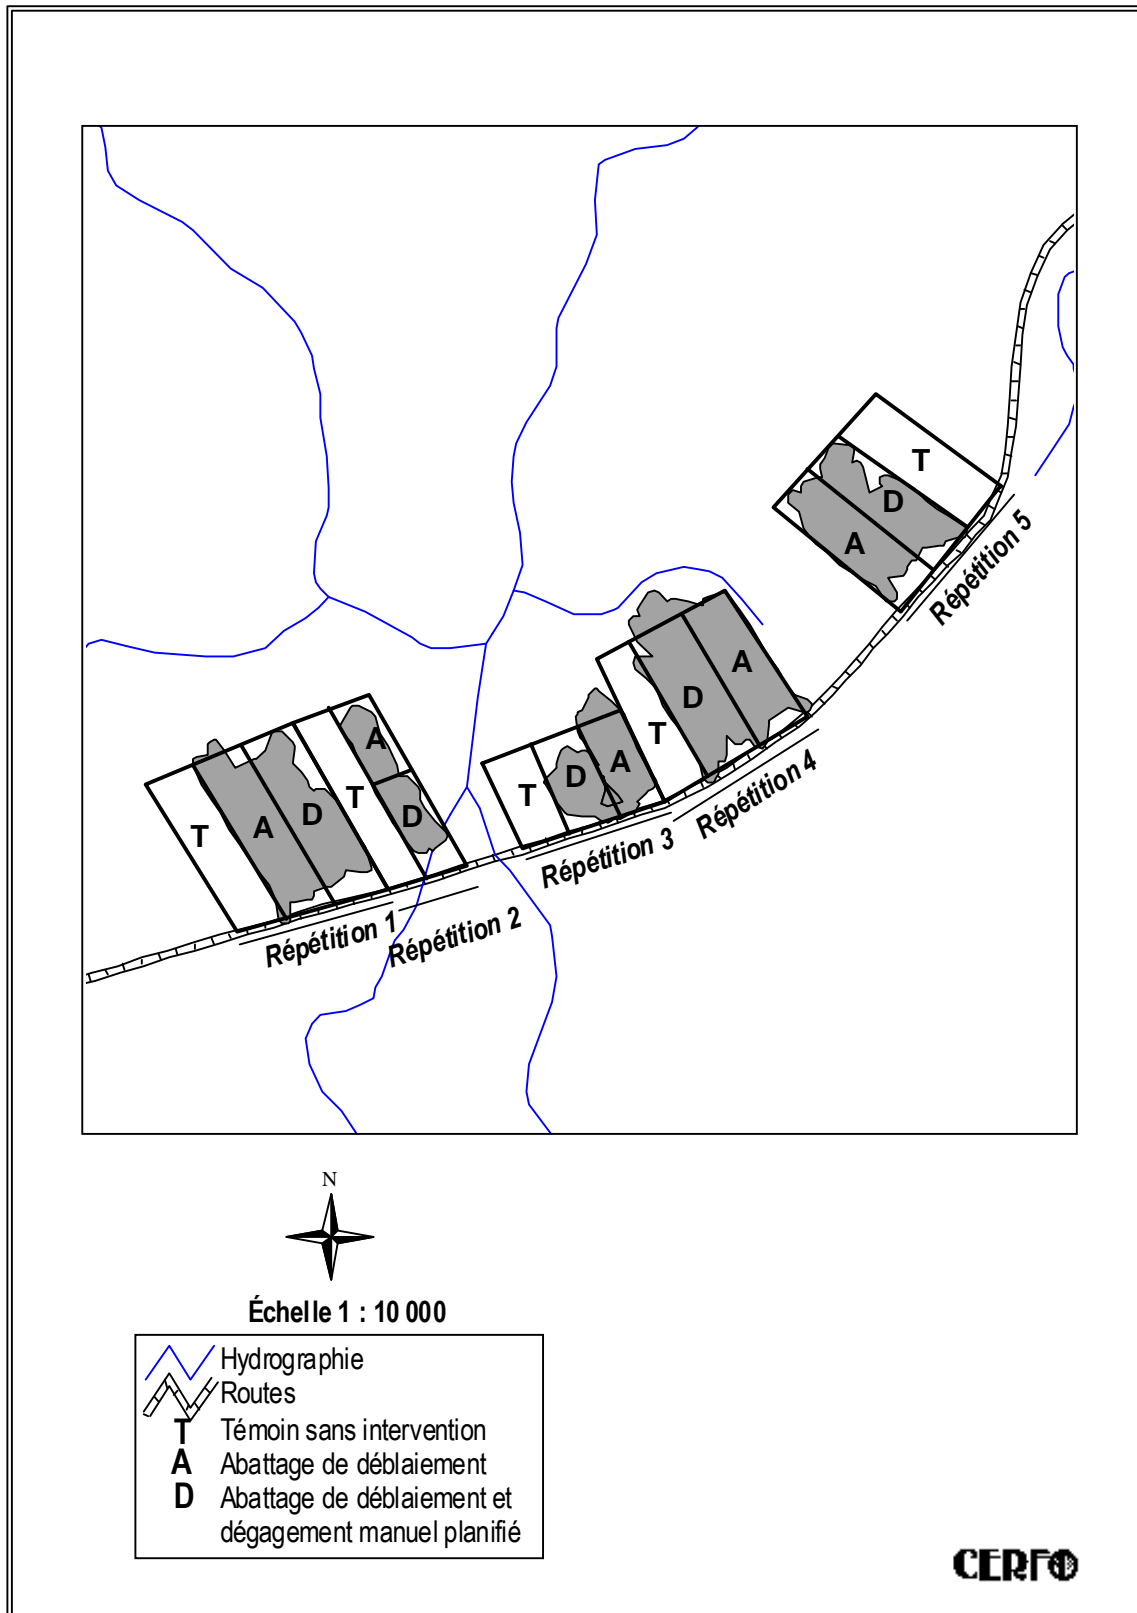 T
D
A
Répétition 5
A
D
T
Répétition 4
T
D
A
Répétition 3
A
T
D
Répétition 2
T
A
D
Répétition 1
N
Échelle 1 : 10 000
Hydrographie
Routes
T Témoin sans intervention
A Abattage de déblaiement
D Abattage de déblaiement et
dégagement manuel planifié
CERFO